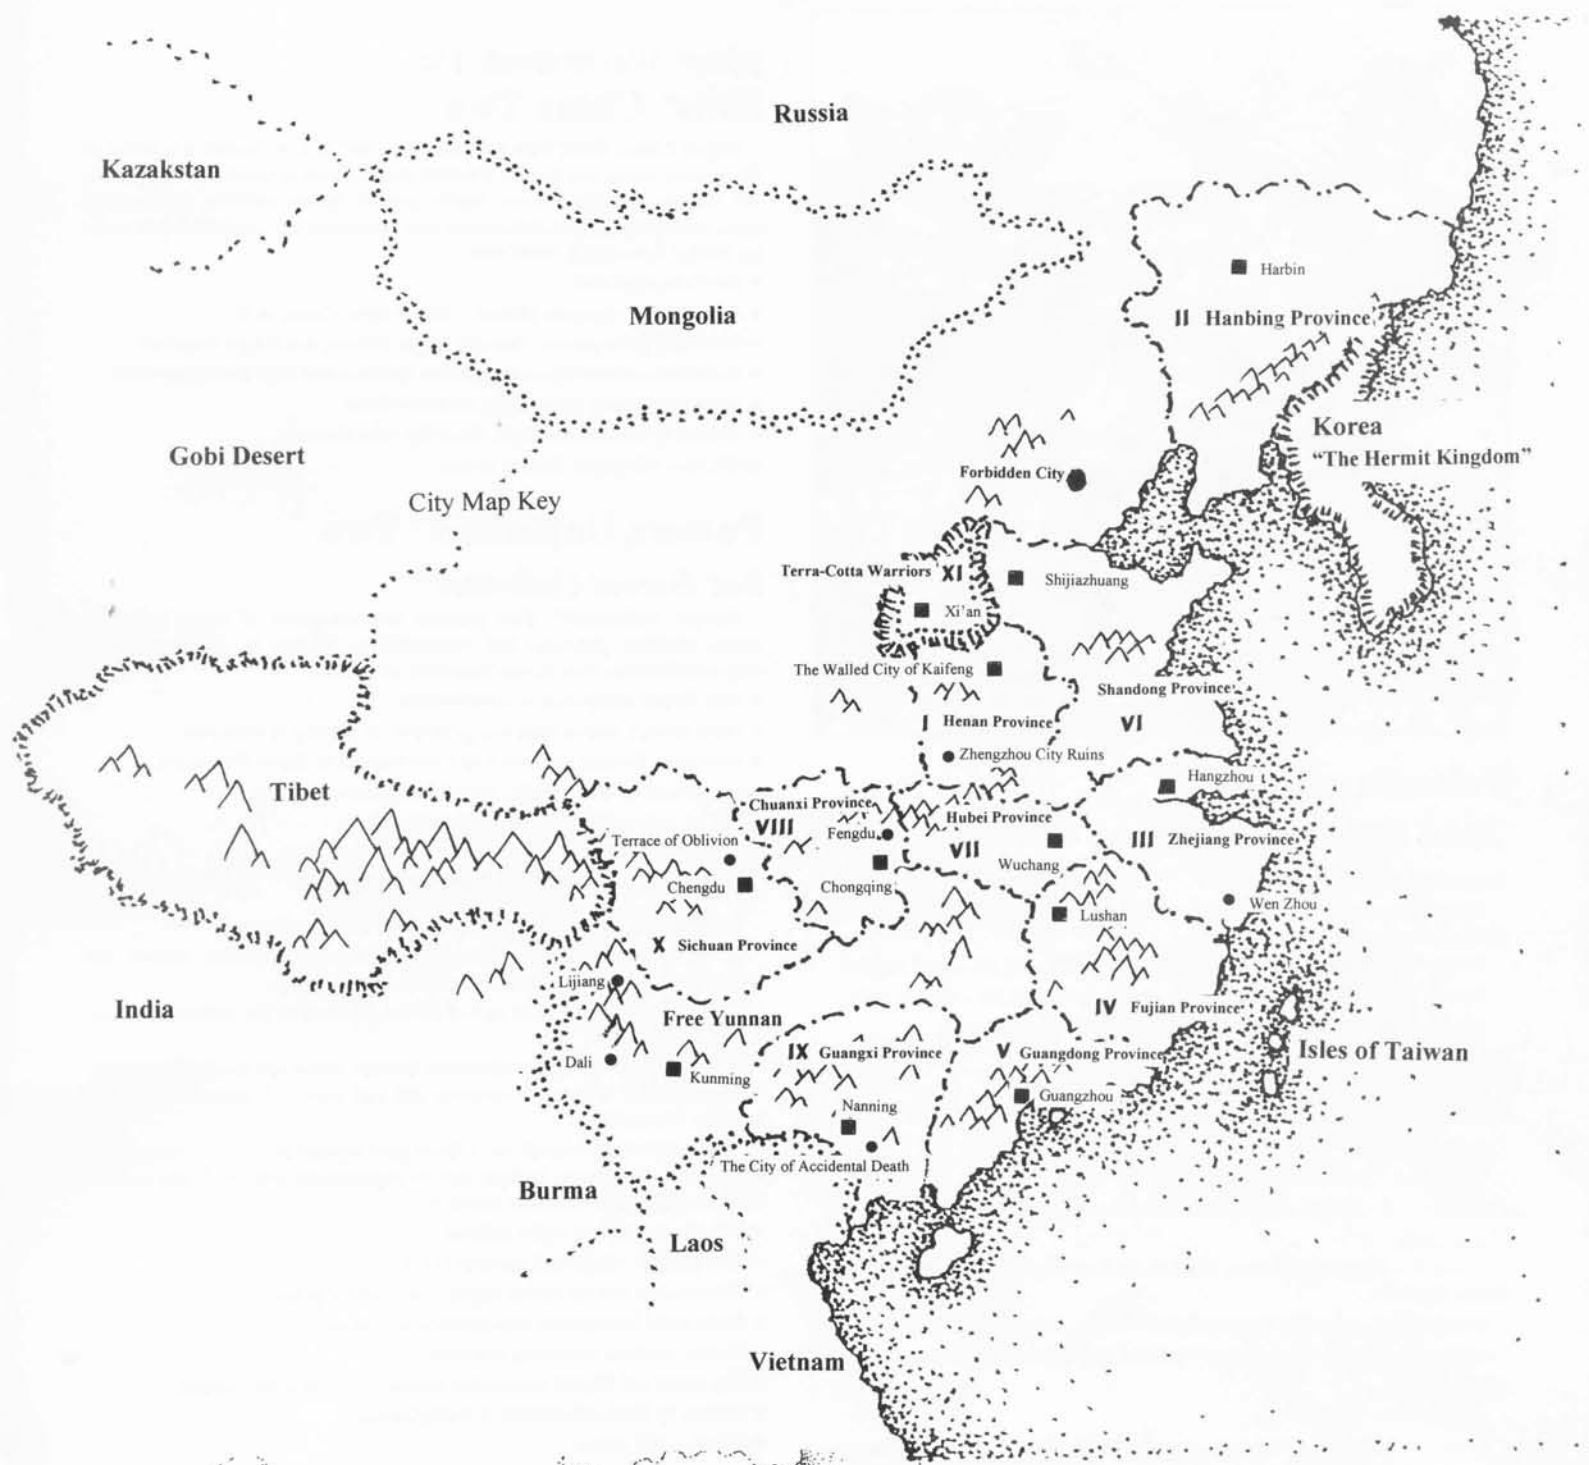 Russia
Kazakstan
Harbin
Mongolia
II Hanbing Province
Korea
"The Hermit Kingdom"
Gobi Desert
Forbidden City
City Map Key
Terra-Cotta Warriors XI
Shijiazhuang
Xi'an
The Walled City of Kaifeng
Shandong Province
I Henan Province
VI
Zhengzhou City Ruins
Hangzhou
Tibet
Chuanxi Province
VIII
Fengdu
Hubei Province
Terrace of Oblivion
VII
III Zhejiang Province
Wuchang
Chengdu
Chongqing
Wen Zhou
Lushan
X Sichuan Province
Lijiang
India
IV Fujian Province
Free Yunnan
IX Guangxi Province
V Guangdong Province
Isles of Taiwan
Dali
Kunming
Guangzhou
Nanning
The City of Accidental Death
Burma
Laos
Vietnam